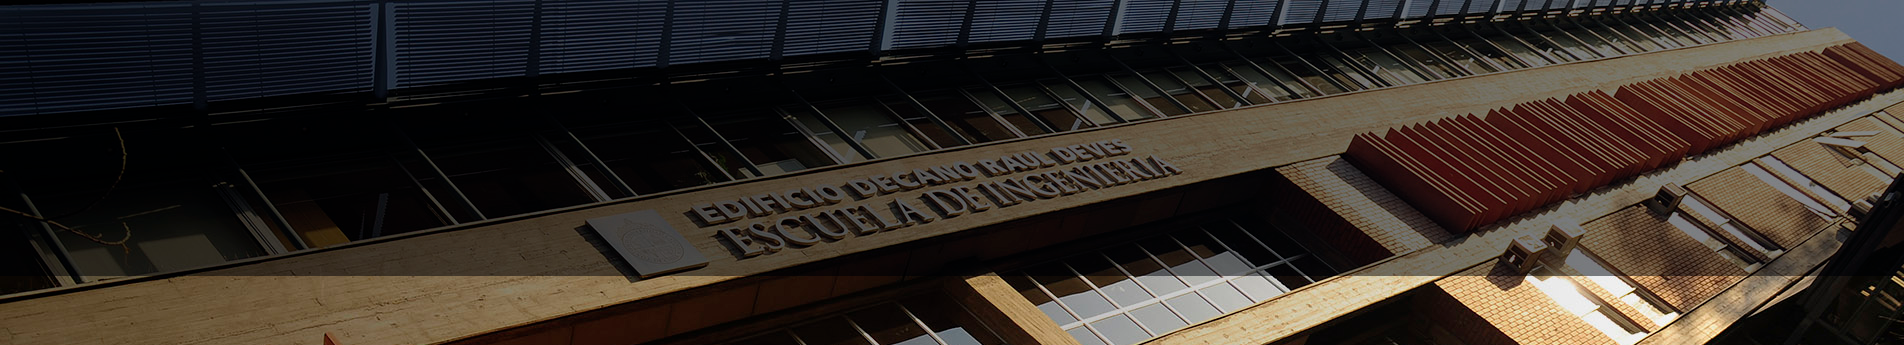 EDIFICIO DECANO RAUL DEVES
ESCUELA DE INGENIERIA